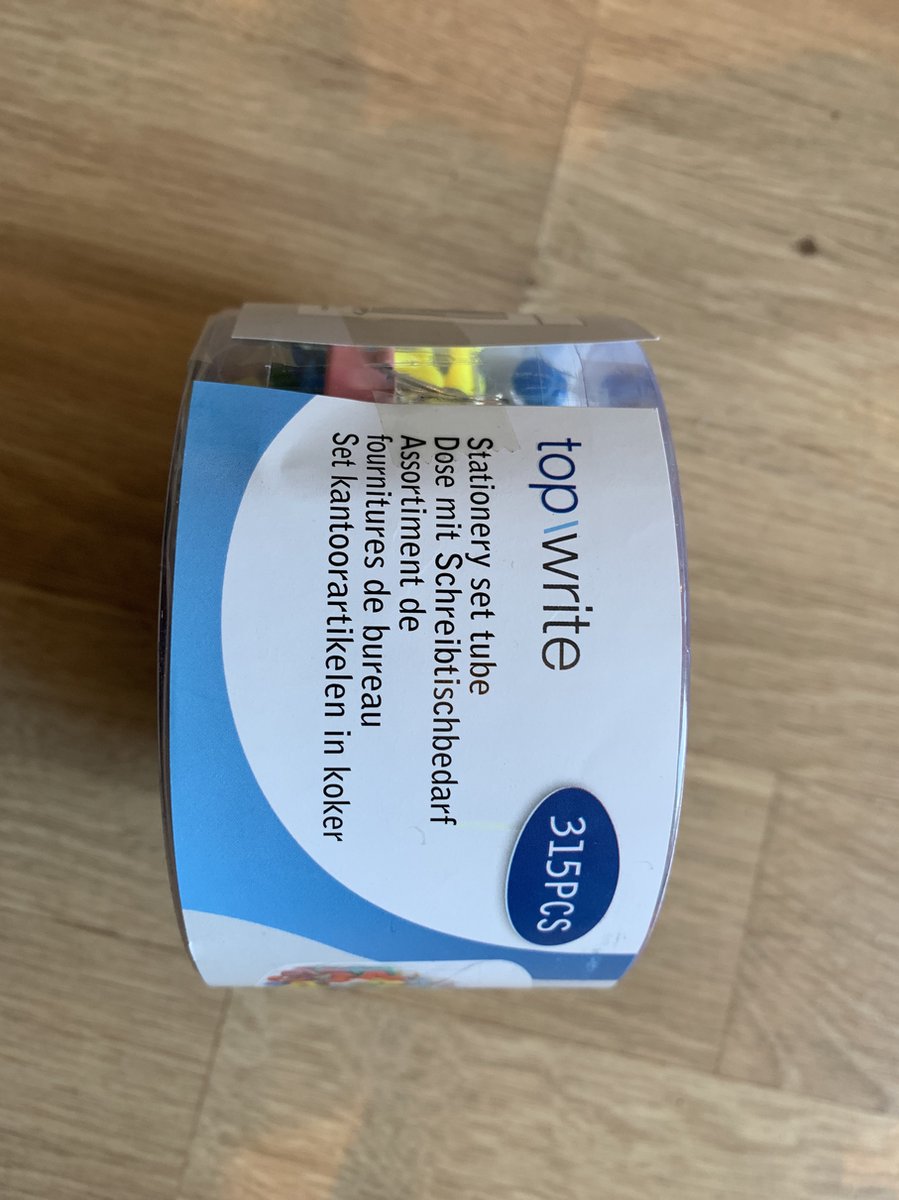 top\write
Stationery set tube
Dose mit Schreibtischbedarf
Assortiment de
fournitures de bureau
Set kantoorartikelen in koker
315PCS